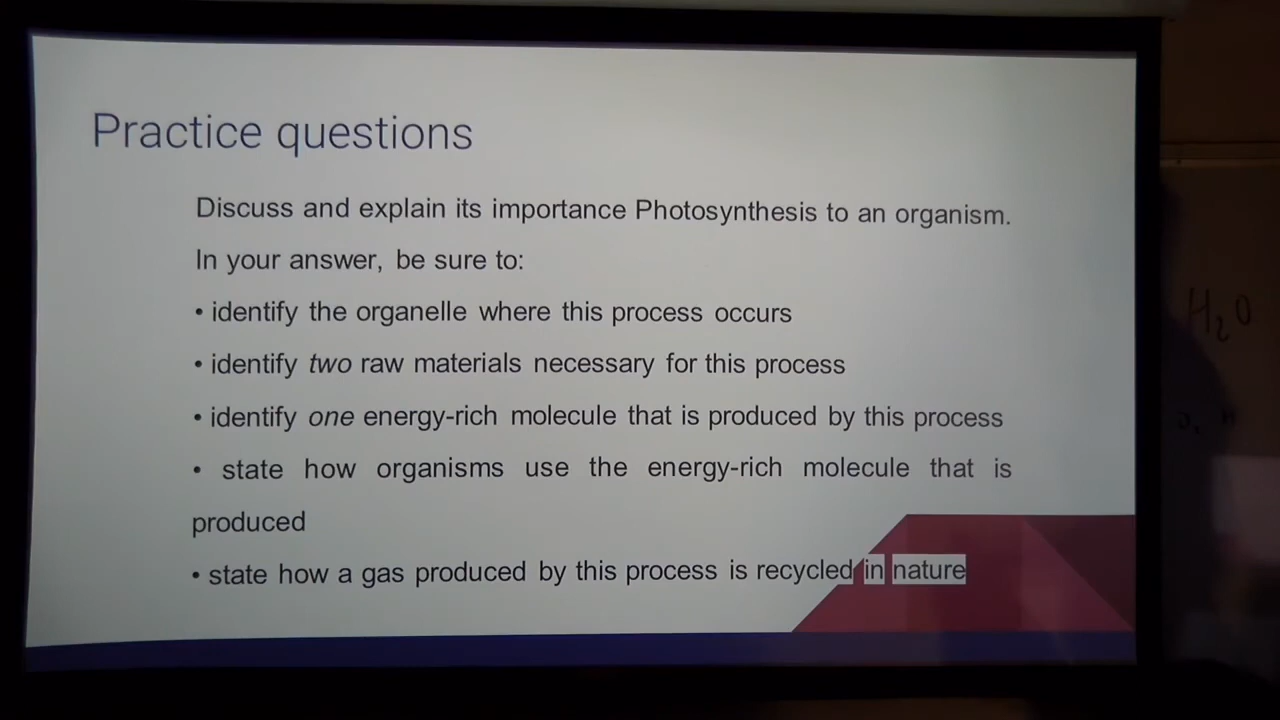 Practice questions
Discuss and explain its importance Photosynthesis to an organism.
In your answer, be sure to:
• identify the organelle where this process occurs
• identify two raw materials necessary for this process
• identify one energy-rich molecule that is produced by this process
• state how organisms use the energy-rich molecule that is
produced
• state how a gas produced by this process is recycled in nature
H₂O